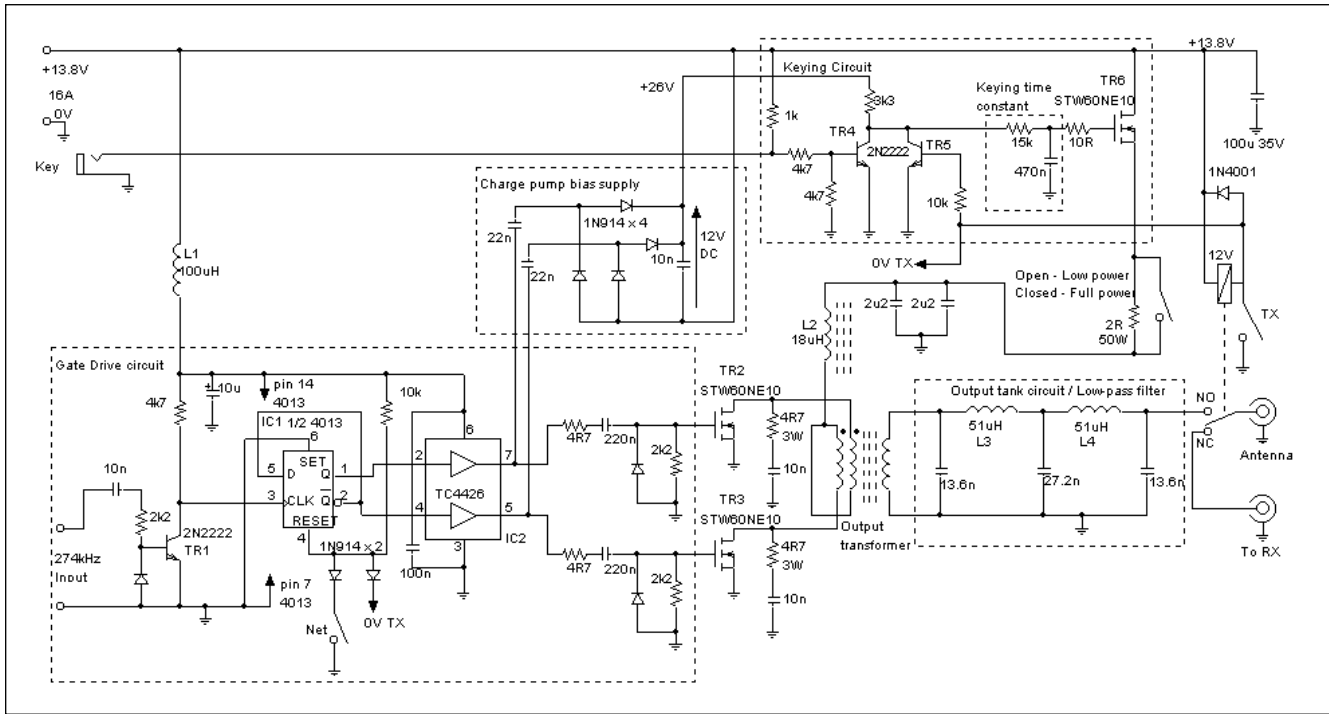 +13.8V
16A
0V
Key
+26V
Keying Circuit
1k
3k3
TR4
2N2222
TR5
4k7
4k7
10k
Keying time
constant
15k
470n
10R
TR6
STW60NE10
+13.8V
100u 35V
1N4001
12V
TX
0V TX
Open - Low power
Closed - Full power
2R
50W
Charge pump bias supply
1N914 x 4
22n
22n
10n
12V
DC
L1
100uH
L2
18uH
2u2
2u2
Gate Drive circuit
4k7
10u
pin 14
4013
10k
IC1 1/2 4013
6
SET
5
D
Q
1
3
CLK
Q
2
RESET
4
10n
2k2
2N2222
TR1
274kHz
Input
pin 7
4013
1N914 x 2
Net
0V TX
100n
6
2
7
TC4426
4
5
3
IC2
4R7
220n
2k2
4R7
220n
2k2
TR2
STW60NE10
4R7
3W
10n
TR3
STW60NE10
4R7
3W
10n
Output
transformer
Output tank circuit / Low-pass filter
51uH
L3
51uH
L4
13.6n
27.2n
13.6n
NO
NC
Antenna
To RX